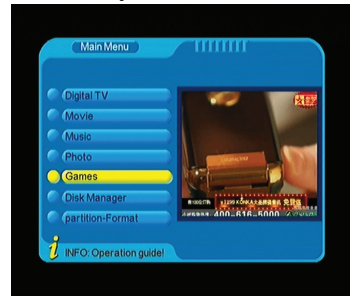 Main Menu
Digital TV
Movie
Music
Photo
Games
Disk Manager
partition-Format
400-616-5000
INFO: Operation guide!